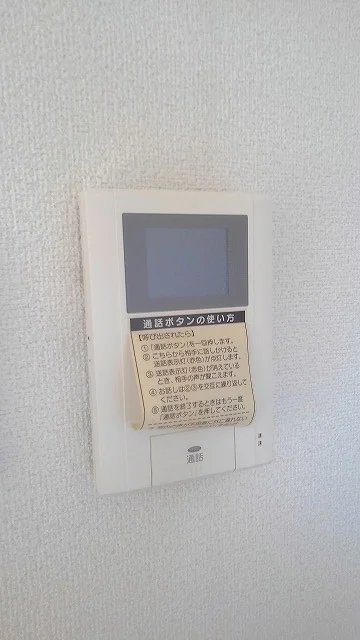 通話ボタンの使い方
【呼び出されたら】
①「通話ボタン」を一回押します。
②こちらから相手に話しかけると
送話表示灯(赤色)が点灯します。
③送話表示灯(赤色)が消えている
とき、相手の声が聞こえます。
④お話しは②③を交互に繰り返して
ください。
⑤通話を終了するときはもう一度
「通話ボタン」を押してください。
通話